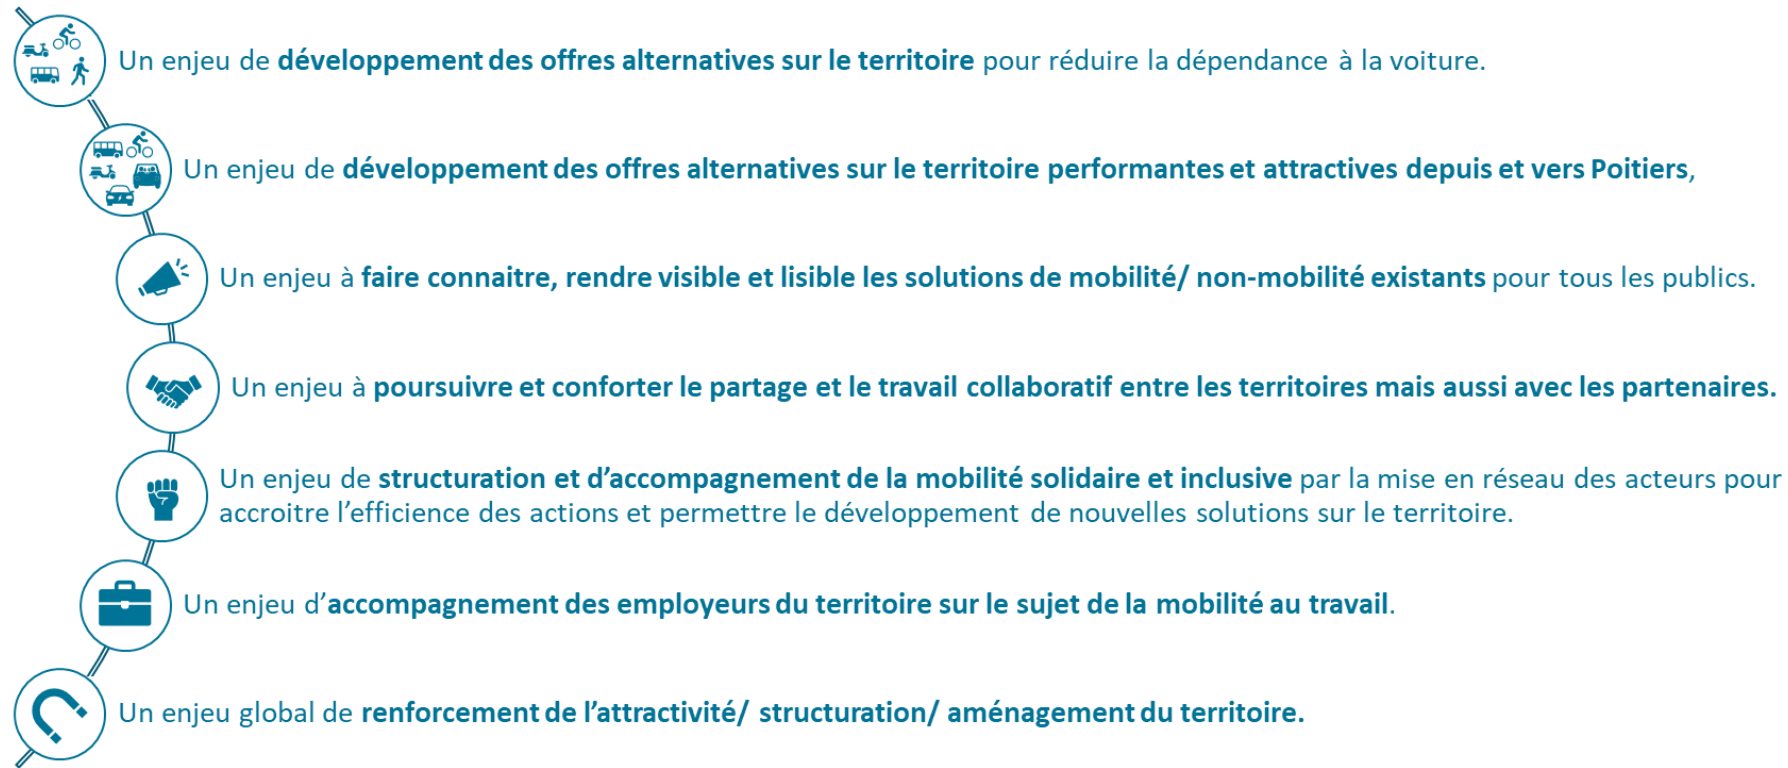 Un enjeu de développement des offres alternatives sur le territoire pour réduire la dépendance à la voiture.
Un enjeu de développement des offres alternatives sur le territoire performantes et attractives depuis et vers Poitiers,
Un enjeu à faire connaitre, rendre visible et lisible les solutions de mobilité/ non-mobilité existants pour tous les publics.
Un enjeu à poursuivre et conforter le partage et le travail collaboratif entre les territoires mais aussi avec les partenaires.
Un enjeu de structuration et d’accompagnement de la mobilité solidaire et inclusive par la mise en réseau des acteurs pour
accroitre l’efficience des actions et permettre le développement de nouvelles solutions sur le territoire.
Un enjeu d’accompagnement des employeurs du territoire sur le sujet de la mobilité au travail.
Un enjeu global de renforcement de l’attractivité/ structuration/ aménagement du territoire.